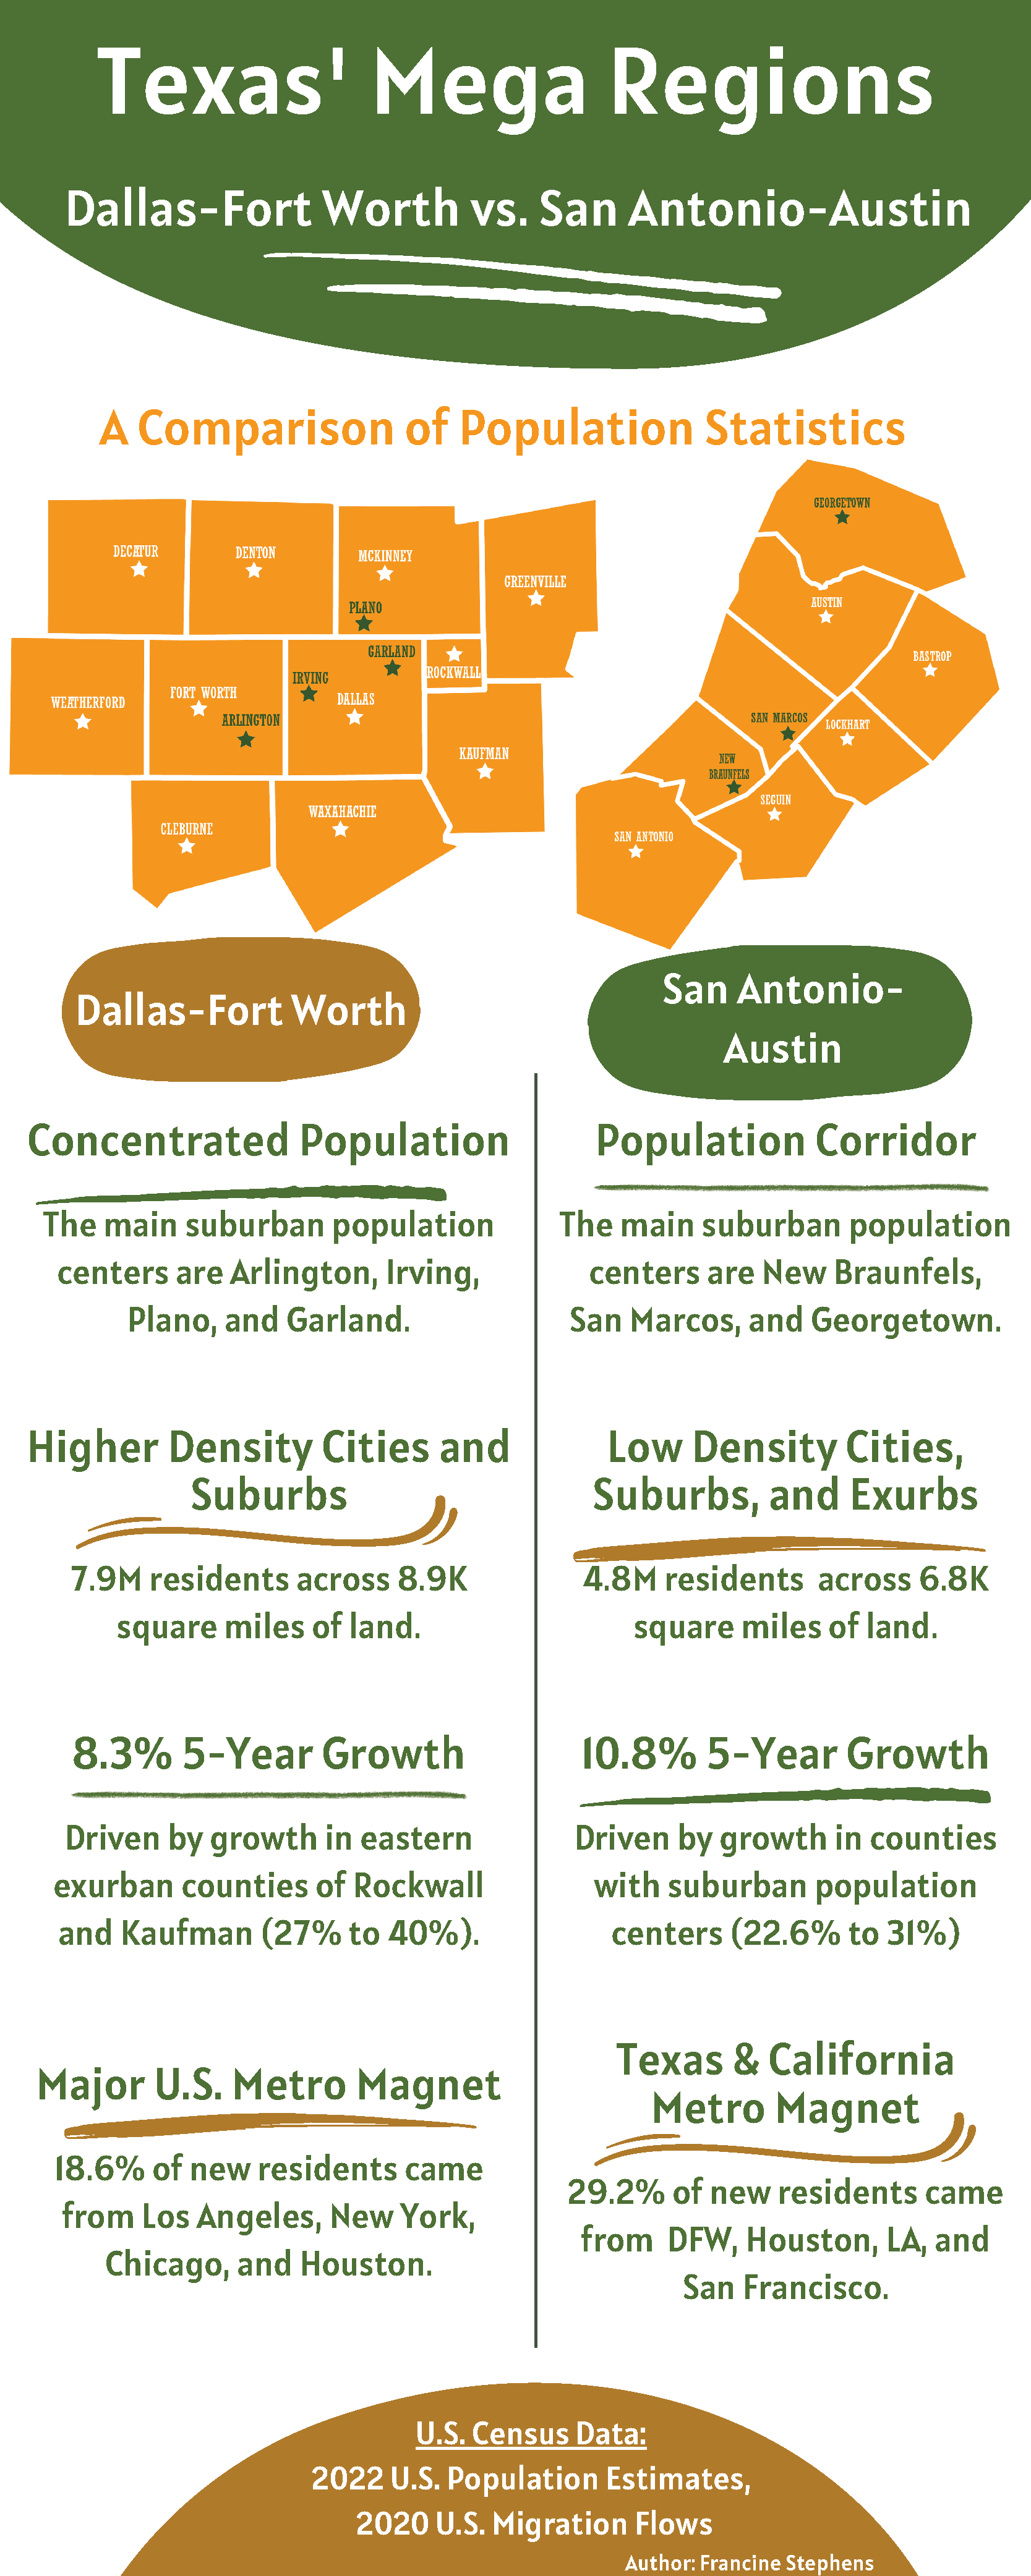 Texas' Mega Regions
Dallas-Fort Worth vs. San Antonio-Austin
A Comparison of Population Statistics
DECATUR
DENTON
MCKINNEY
PLANO
GREENVILLE
WEATHERFORD
FORT WORTH
ARLINGTON
IRVING
GARLAND
DALLAS
ROCKWALL
KAUFMAN
CLEBURNE
WAXAHACHIE
GEORGETOWN
AUSTIN
BASTROP
SAN MARCOS
LOCKHART
NEW
BRAUNFELS
SEGUIN
SAN ANTONIO
Dallas-Fort Worth
Concentrated Population
The main suburban population
centers are Arlington, Irving,
Plano, and Garland.
Higher Density Cities and
Suburbs
7.9M residents across 8.9K
square miles of land.
8.3% 5-Year Growth
Driven by growth in eastern
exurban counties of Rockwall
and Kaufman (27% to 40%).
Major U.S. Metro Magnet
18.6% of new residents came
from Los Angeles, New York,
Chicago, and Houston.
San Antonio-
Austin
Population Corridor
The main suburban population
centers are New Braunfels,
San Marcos, and Georgetown.
Low Density Cities,
Suburbs, and Exurbs
4.8M residents across 6.8K
square miles of land.
10.8% 5-Year Growth
Driven by growth in counties
with suburban population
centers (22.6% to 31%)
Texas & California
Metro Magnet
29.2% of new residents came
from DFW, Houston, LA, and
San Francisco.
U.S. Census Data:
2022 U.S. Population Estimates,
2020 U.S. Migration Flows
Author: Francine Stephens